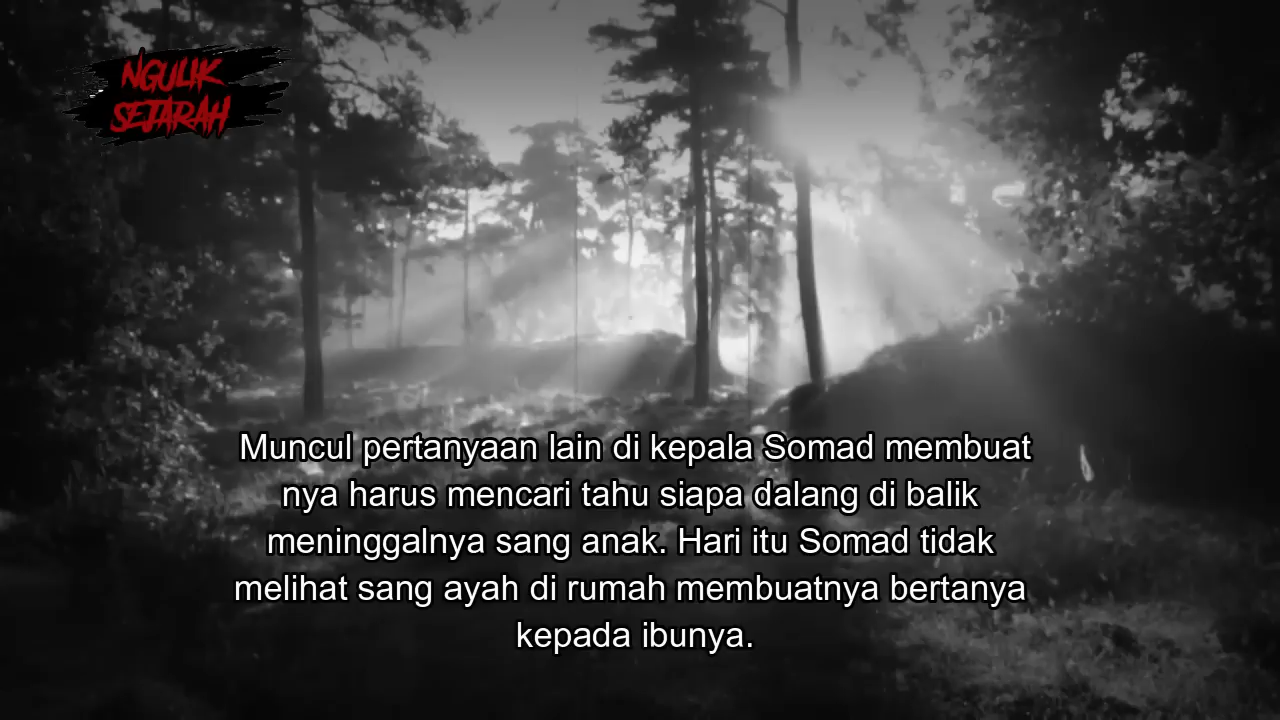 NGULIK
SEJARAH
Muncul pertanyaan lain di kepala Somad membuat
nya harus mencari tahu siapa dalang di balik
meninggalnya sang anak. Hari itu Somad tidak
melihat sang ayah di rumah membuatnya bertanya
kepada ibunya.